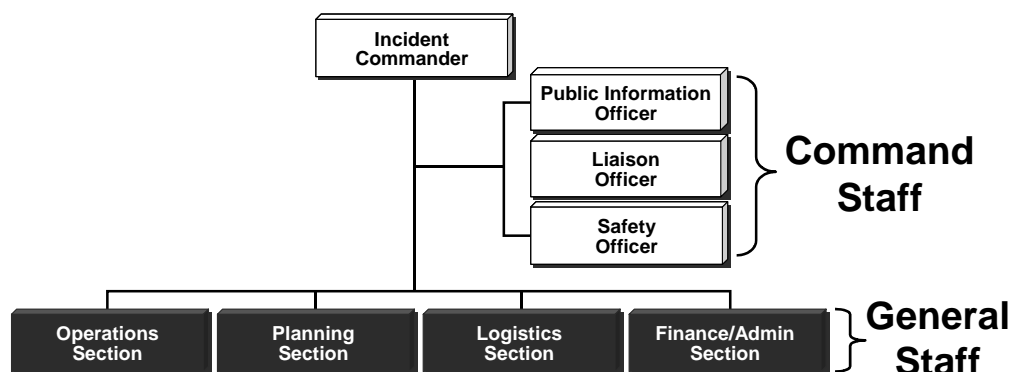 Incident
Commander
Public Information
Officer
Liaison
Officer
Safety
Officer
Command
Staff
Operations
Section
Planning
Section
Logistics
Section
Finance/Admin
Section
General
Staff